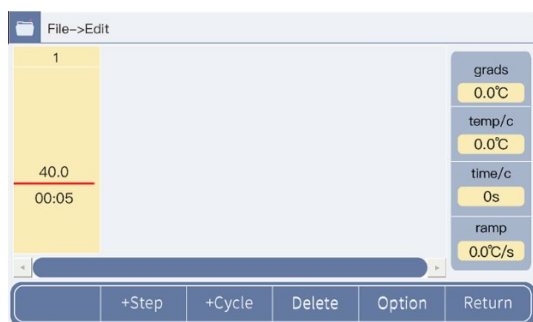 File->Edit
1
40.0
00:05
grads
0.0℃
temp/c
0.0℃
time/c
0s
ramp
0.0℃/s
+Step +Cycle Delete Option Return